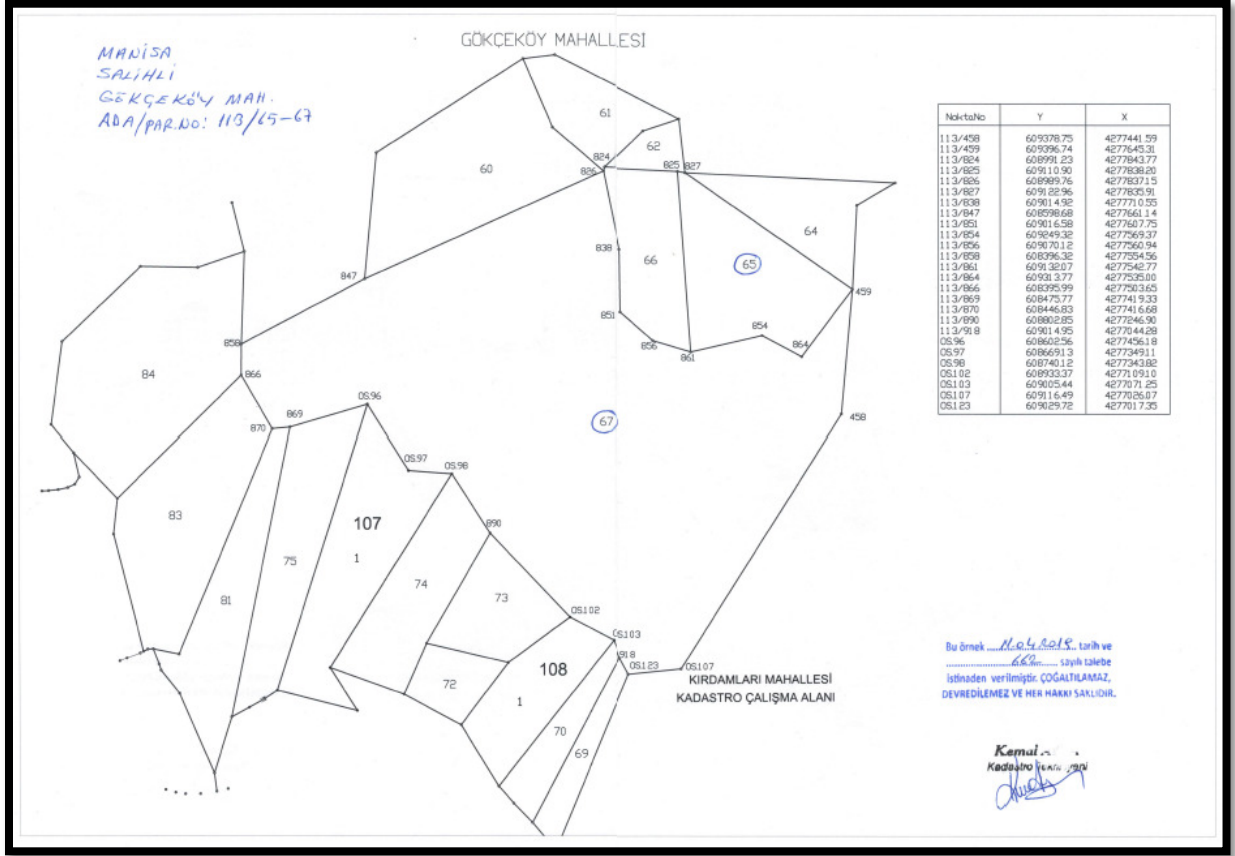 GÖKÇEKÖY MAHALLESİ
MANİSA
SALİHLİ
GÖKÇEKÖY MAH.
ADA/PAR.NO: 113/65-67
NoktaNo Y X
113/458 609378.75 4277441.59
113/459 609396.74 4277645.31
113/824 608991.23 4277843.77
113/825 609110.90 4277838.20
113/826 608989.76 4277837.15
113/827 609122.96 4277835.91
113/838 609014.92 4277710.55
113/847 608598.68 4277661.14
113/851 609016.58 4277607.75
113/854 609249.32 4277569.37
113/856 609070.12 4277560.94
113/858 608396.32 4277554.56
113/861 609132.07 4277542.77
113/864 609313.77 4277535.00
113/866 608395.99 4277503.65
113/869 608475.77 4277419.33
113/870 608446.83 4277416.68
113/890 608802.85 4277246.90
113/918 609014.95 4277044.28
OS.96 608602.56 4277456.18
OS.97 608669.13 4277349.11
OS.98 608740.12 4277343.82
OS.102 608933.37 4277109.10
OS.103 609005.44 4277071.25
OS.107 609116.49 4277026.07
OS.123 609029.72 4277017.35
61
62
60
824
826
825 827
64
847
838
66
65
459
851
856
861
854
864
858
84
866
870
869
OS.96
67
458
OS.97
OS.98
83
107
1
890
75
74
73
81
OS.102
OS.103
918
OS.123
OS.107
108
1
72
70
69
KIRDAMLARI MAHALLESİ
KADASTRO ÇALIŞMA ALANI
Bu örnek 11.04.2019 tarih ve
662 sayılı talebe
istinaden verilmiştir. ÇOĞALTILAMAZ,
DEVREDİLEMEZ VE HER HAKKI SAKLIDIR.
Kemal
Kadastro